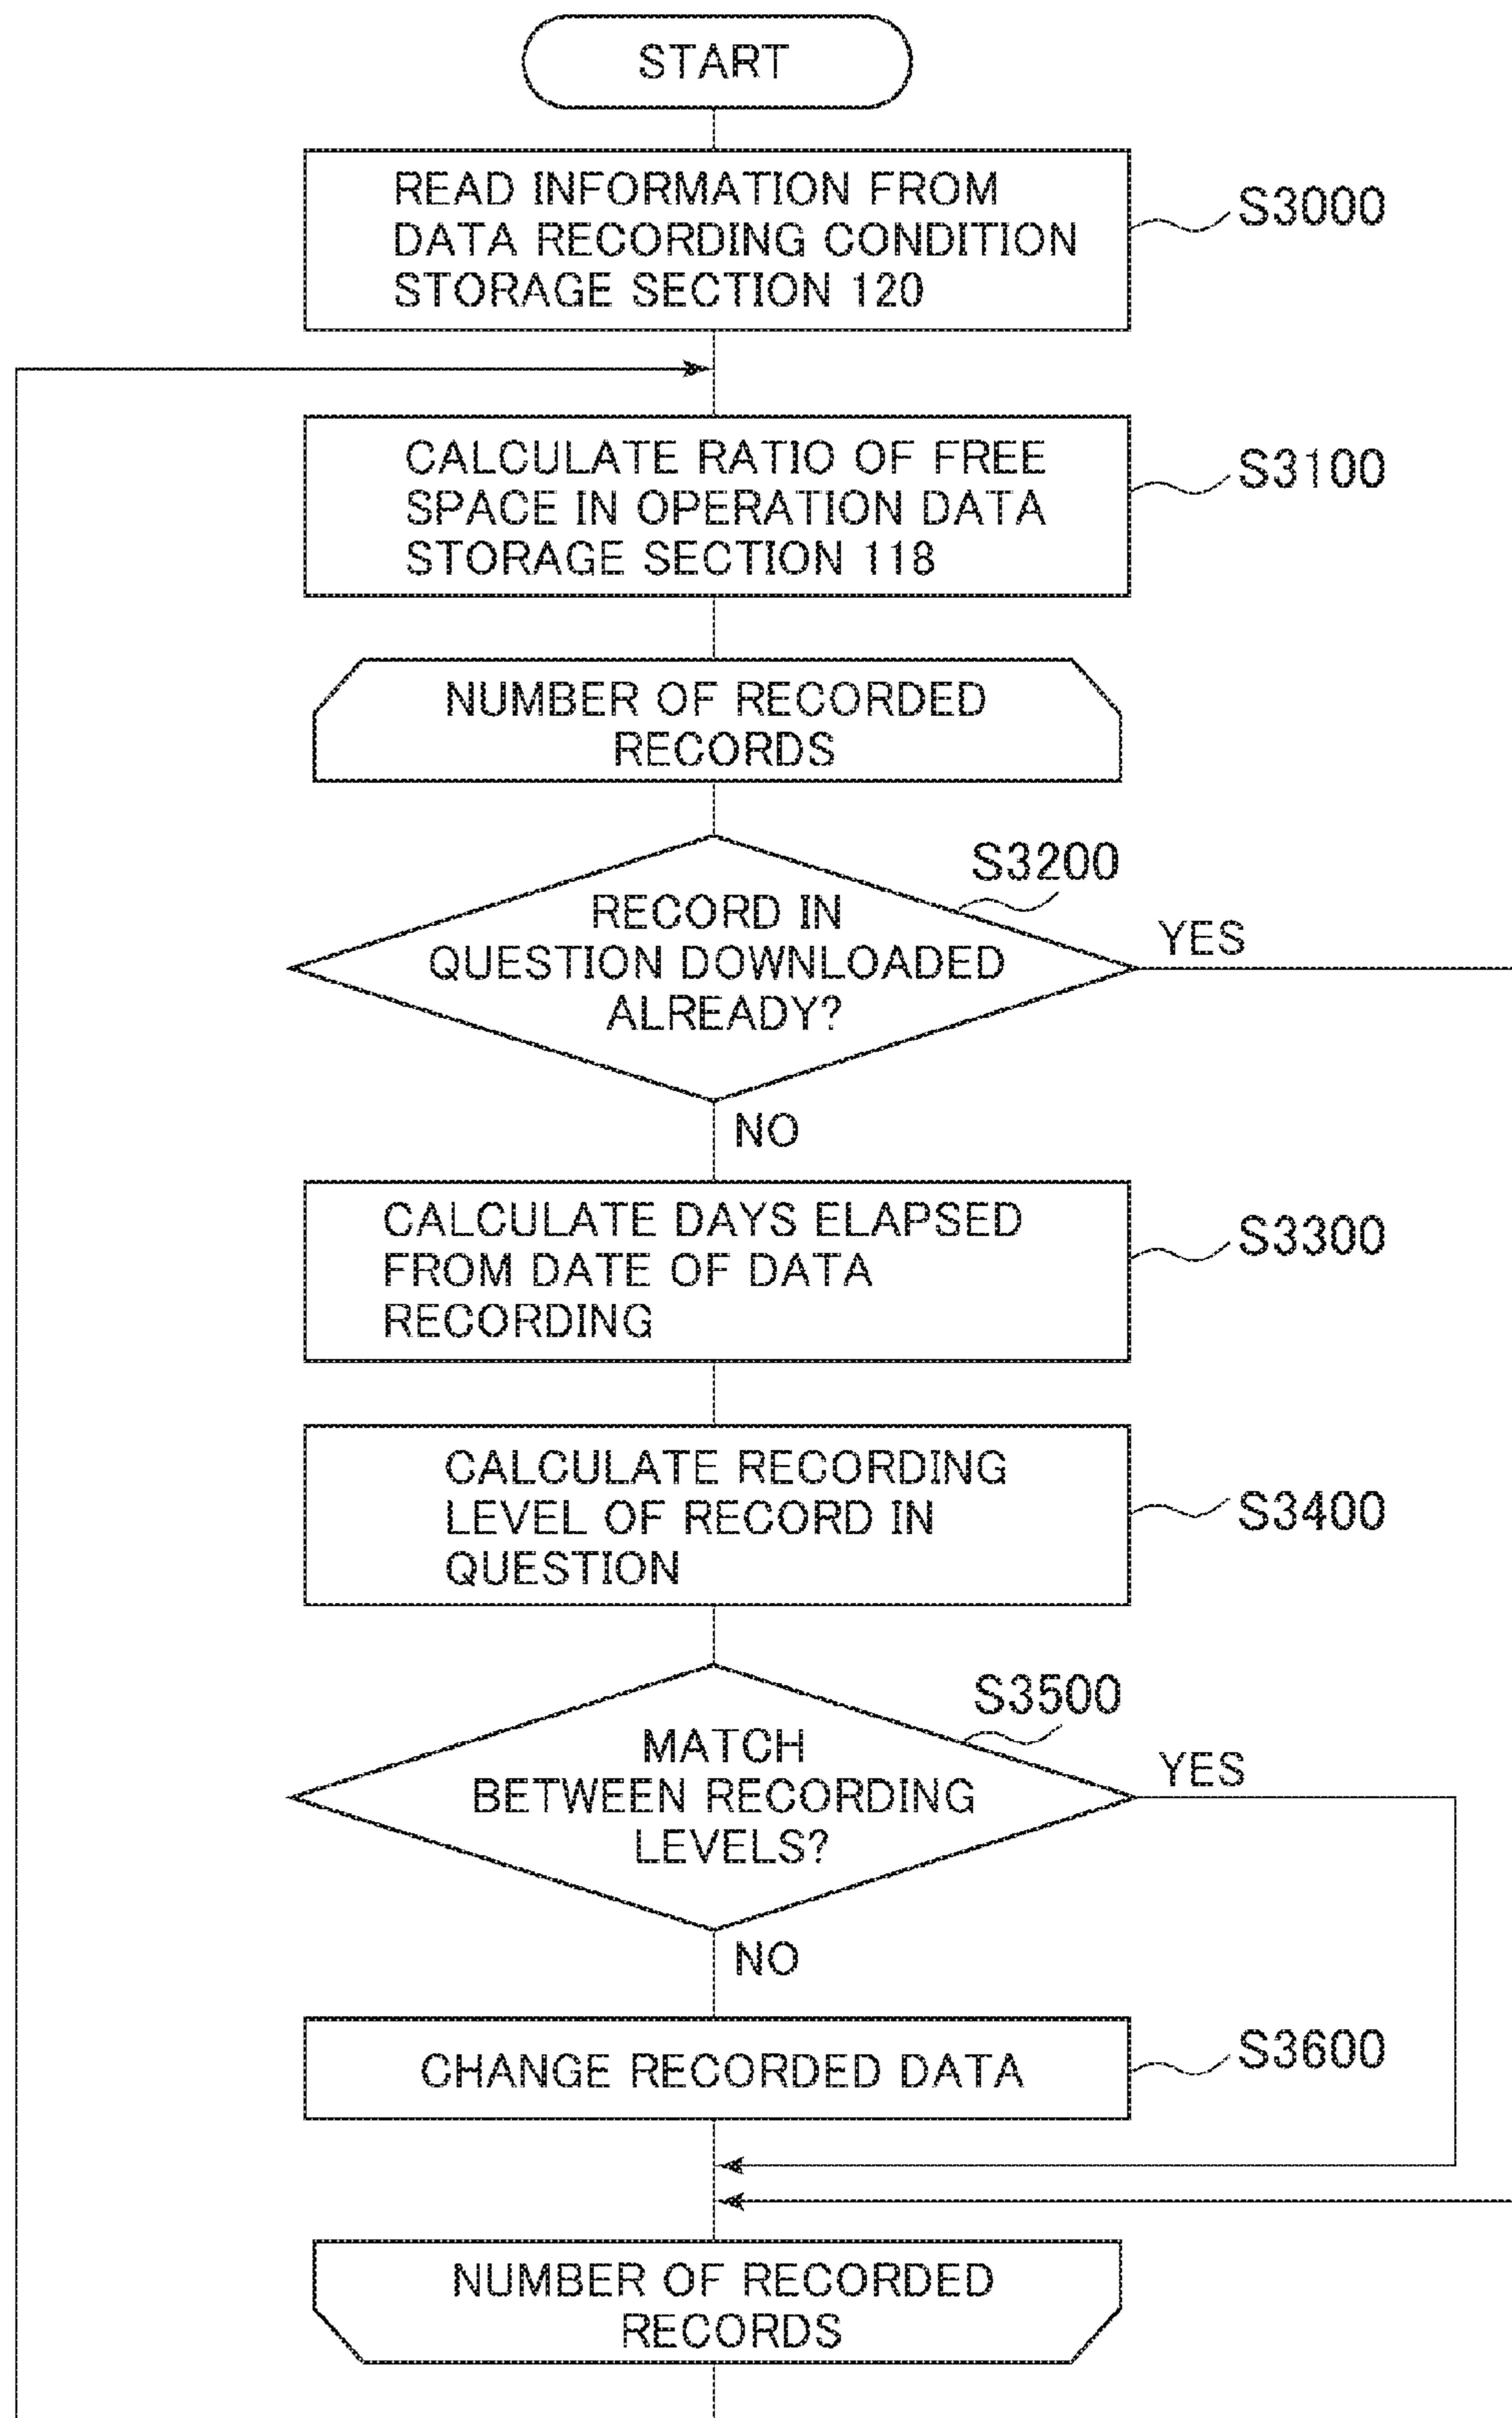 START
READ INFORMATION FROM
DATA RECORDING CONDITION
STORAGE SECTION 120
S3000
CALCULATE RATIO OF FREE
SPACE IN OPERATION DATA
STORAGE SECTION 118
S3100
NUMBER OF RECORDED
RECORDS
S3200
RECORD IN
QUESTION DOWNLOADED
ALREADY?
YES
NO
CALCULATE DAYS ELAPSED
FROM DATE OF DATA
RECORDING
S3300
CALCULATE RECORDING
LEVEL OF RECORD IN
QUESTION
S3400
S3500
MATCH
BETWEEN RECORDING
LEVELS?
YES
NO
CHANGE RECORDED DATA
S3600
NUMBER OF RECORDED
RECORDS